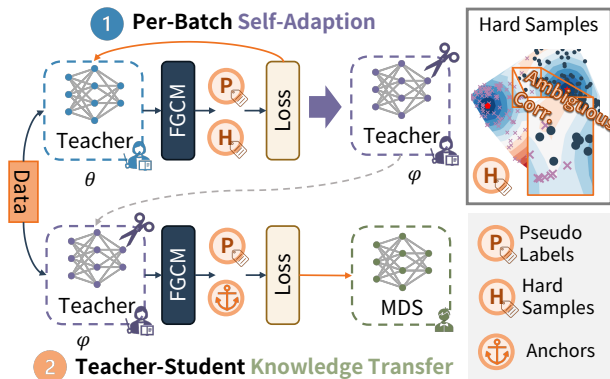 1 Per-Batch Self-Adaption
Hard Samples
Ambiguous
Corr.
H
Teacher
θ
FGCM
P
H
Loss
Teacher
φ
Data
Teacher
φ
FGCM
P
Loss
MDS
P Pseudo
Labels
H Hard
Samples
Anchors
2 Teacher-Student Knowledge Transfer